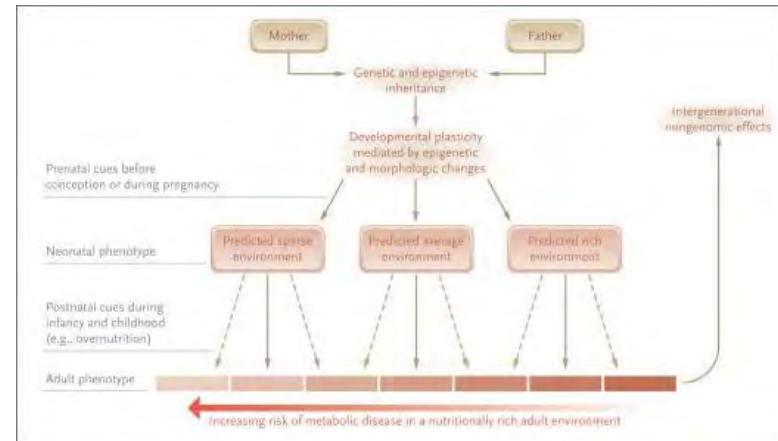 Mother
Father
Genetic and epigenetic
inheritance
Intergenerational
nongenomic effects
Developmental plasticity
mediated by epigenetic
and morphologic changes
Prenatal cues before
conception or during pregnancy
Neonatal phenotype
Predicted sparse
environment
Predicted average
environment
Predicted rich
environment
Postnatal cues during
infancy and childhood
(e.g., overnutrition)
Adult phenotype
Increasing risk of metabolic disease in a nutritionally rich adult environment